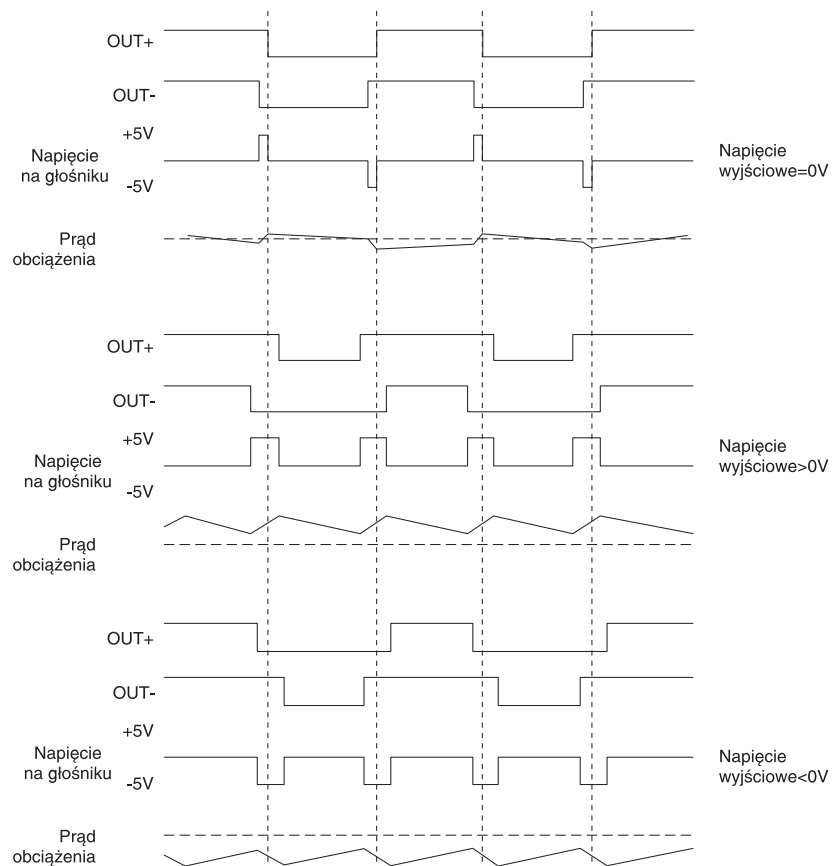 OUT+
OUT-
+5V
Napięcie
na głośniku
-5V
Napięcie
wyjściowe=0V
Prąd
obciążenia
OUT+
OUT-
+5V
Napięcie
na głośniku
-5V
Napięcie
wyjściowe>0V
Prąd
obciążenia
OUT+
OUT-
+5V
Napięcie
na głośniku
-5V
Napięcie
wyjściowe<0V
Prąd
obciążenia